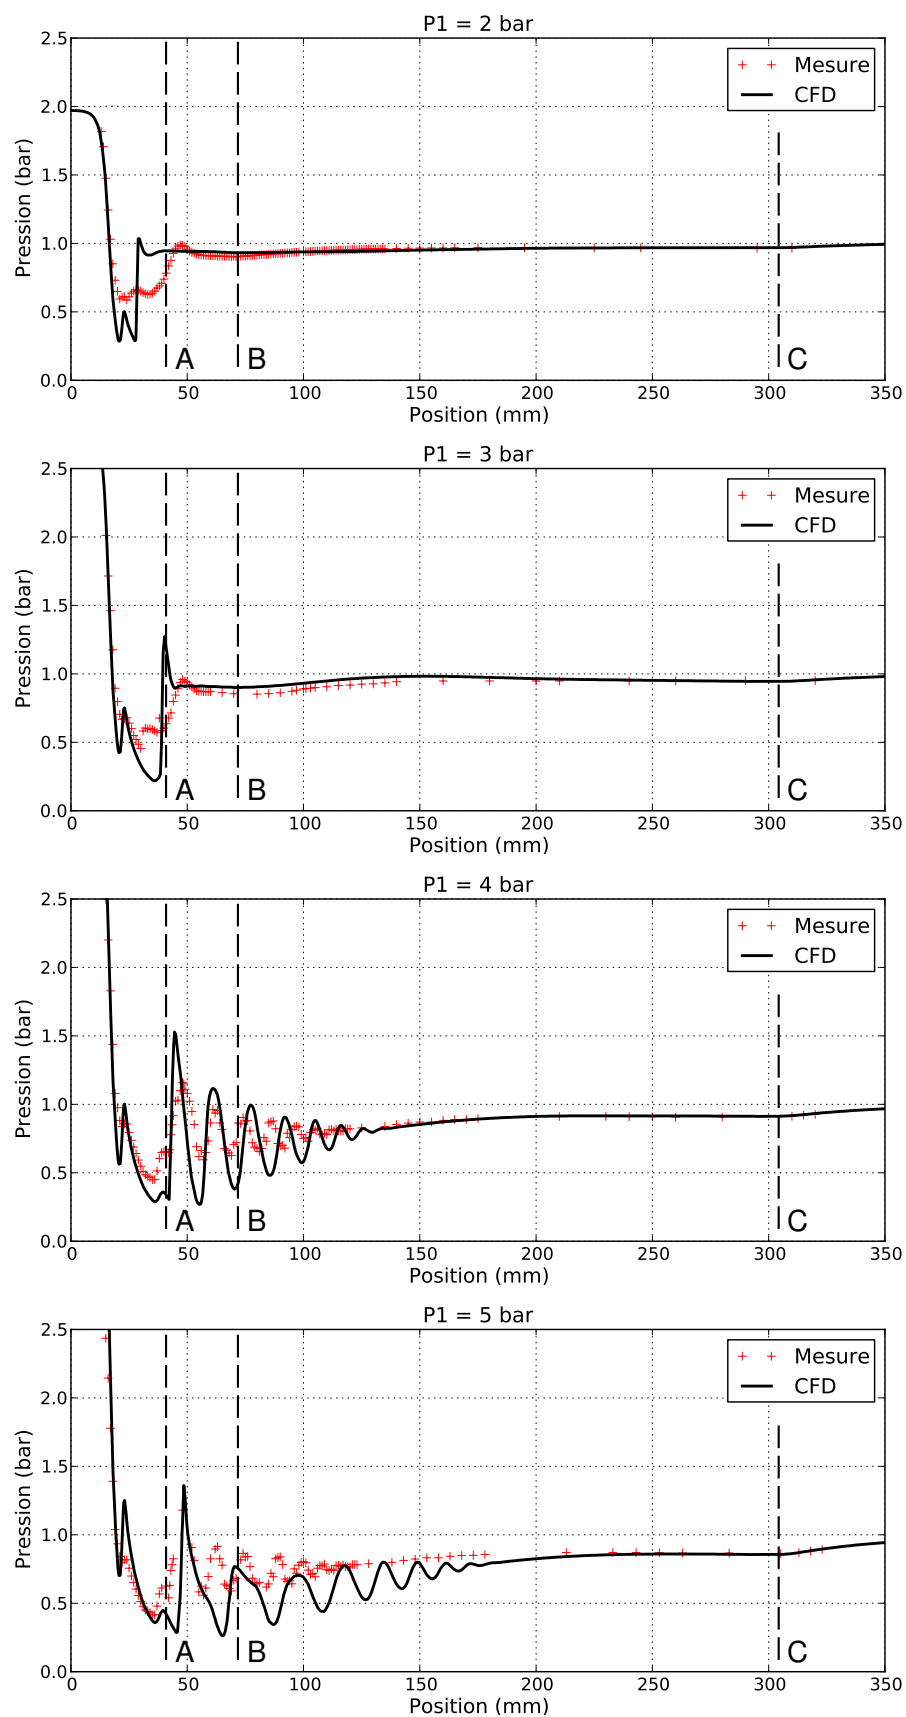 P1 = 2 bar
2.5
2.0
1.5
1.0
0.5
0.0
Pression (bar)
Mesure
CFD
A
B
C
0 50 100 150 200 250 300 350
Position (mm)
P1 = 3 bar
2.5
2.0
1.5
1.0
0.5
0.0
Pression (bar)
Mesure
CFD
A
B
C
0 50 100 150 200 250 300 350
Position (mm)
P1 = 4 bar
2.5
2.0
1.5
1.0
0.5
0.0
Pression (bar)
Mesure
CFD
A
B
C
0 50 100 150 200 250 300 350
Position (mm)
P1 = 5 bar
2.5
2.0
1.5
1.0
0.5
0.0
Pression (bar)
Mesure
CFD
A
B
C
0 50 100 150 200 250 300 350
Position (mm)